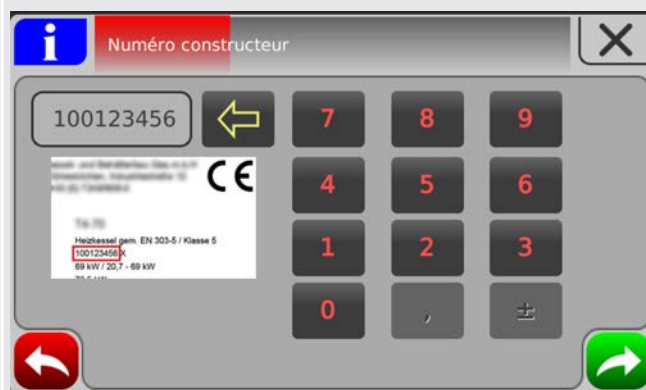 i
Numéro constructeur
100123456
7 8 9
CE
4 5 6
Heizkessel gem. EN 303-5 / Klasse 5
100123456 X
69 kW / 20,7 - 69 kW
1 2 3
0 , ±